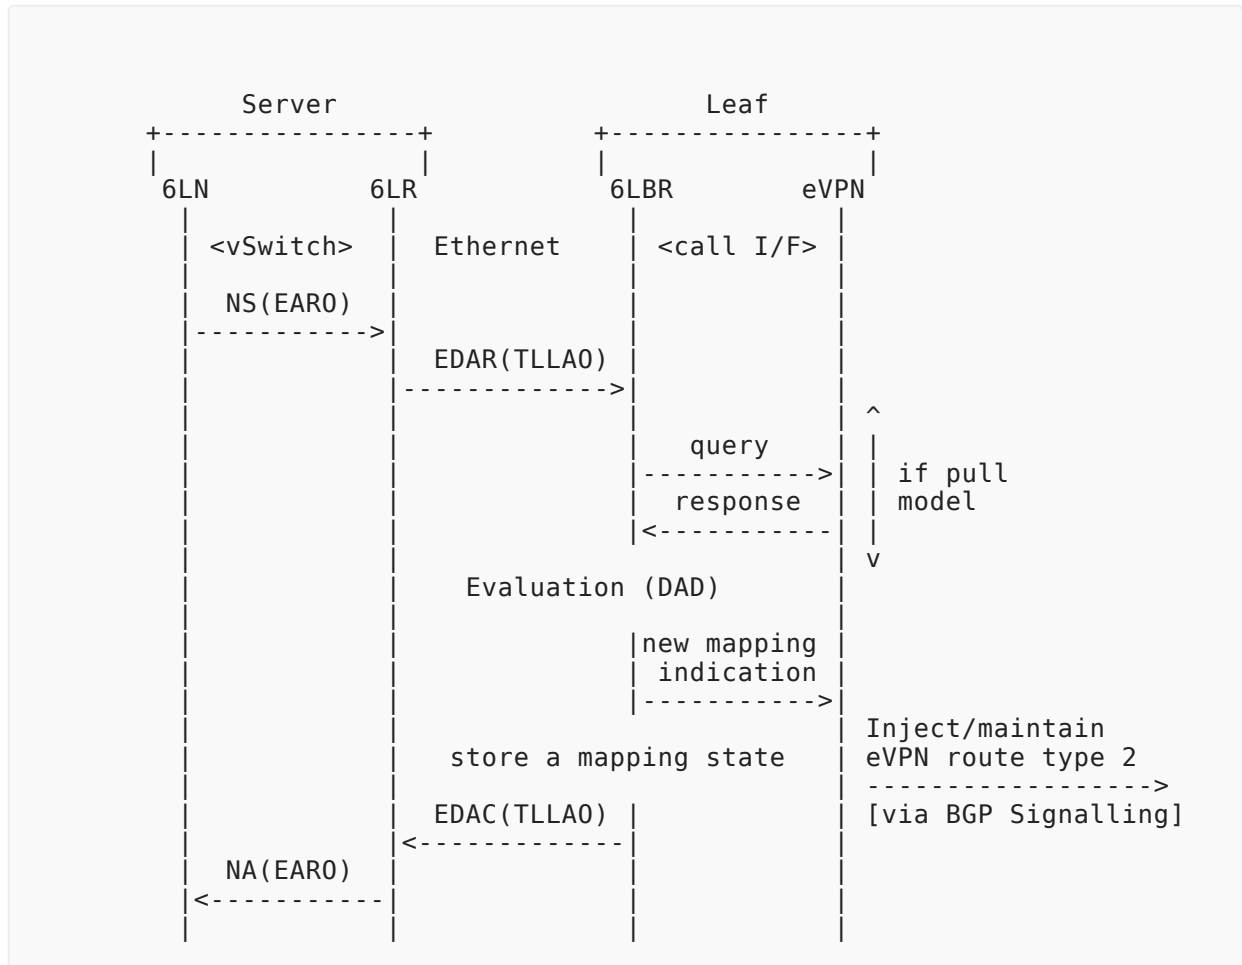 Server Leaf
6LN 6LR 6LBR eVPN
<vSwitch> Ethernet <call I/F>
NS(EARO)
EDAR(TLLAO)
query
if pull
response model
Evaluation (DAD)
new mapping
indication
Inject/maintain
store a mapping state eVPN route type 2
EDAC(TLLAO) [via BGP Signalling]
NA(EARO)